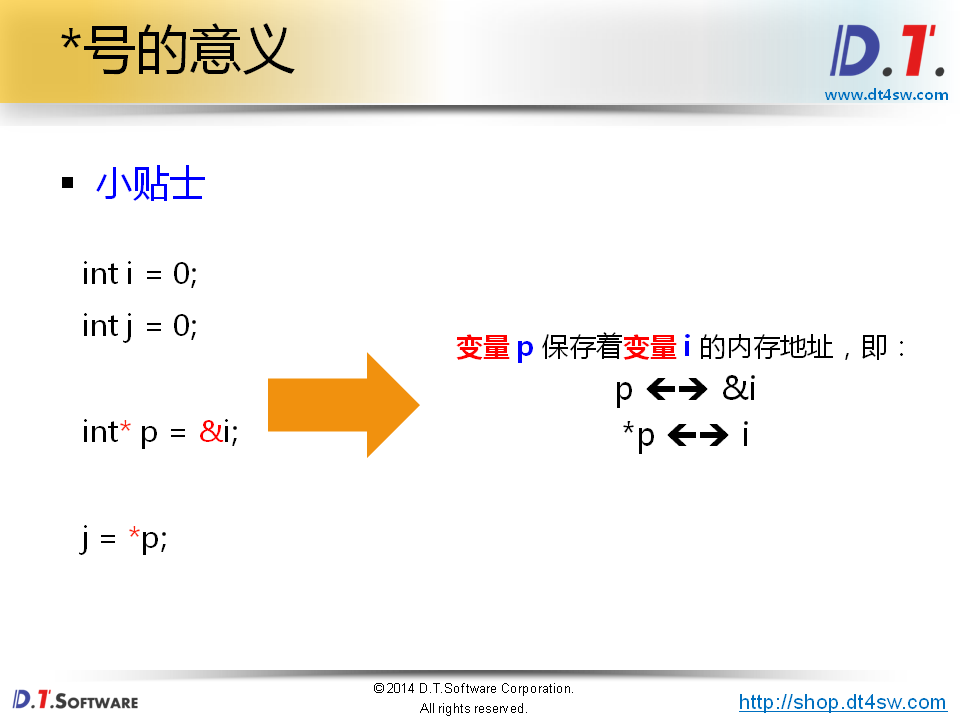 *号的意义
D.T.
www.dt4sw.com
▪ 小贴士
int i = 0;
int j = 0;
int* p = &i;
j = *p;
变量 p 保存着变量 i 的内存地址，即：
p 🡸🡺 &i
*p 🡸🡺 i
D.T.SOFTWARE
©2014 D.T.Software Corporation.
All rights reserved.
http://shop.dt4sw.com